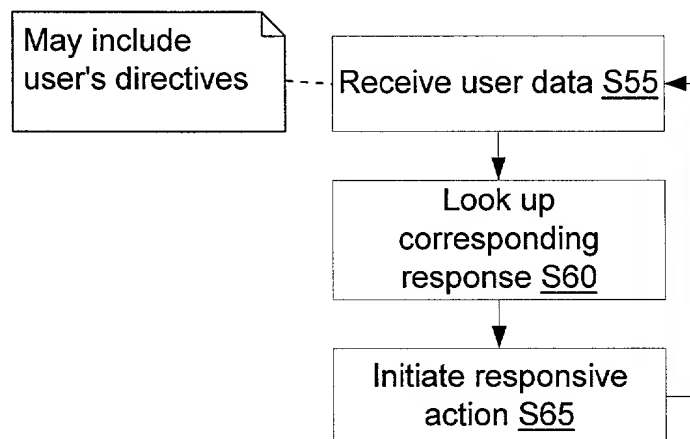 May include
user's directives
Receive user data S55
Look up
corresponding
response S60
Initiate responsive
action S65